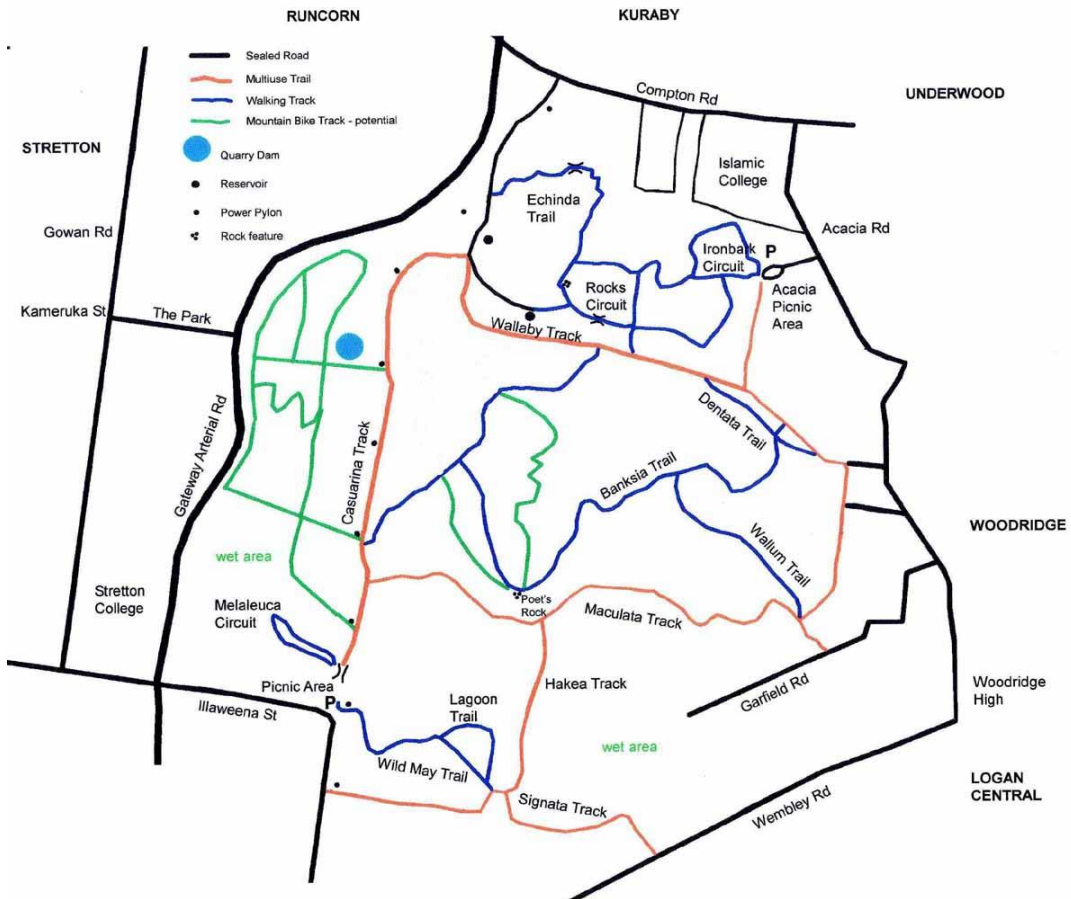 RUNCORN
KURABY
Sealed Road
Multiuse Trail
Walking Track
Mountain Bike Track - potential
Quarry Dam
Reservoir
Power Pylon
Rock feature
Compton Rd
UNDERWOOD
STRETTON
Islamic
College
Echinda
Trail
Gowan Rd
Acacia Rd
Ironbark
Circuit
P
Acacia
Picnic
Area
Rocks
Circuit
Kameruka St
The Park
Wallaby Track
Dentata Trail
Gateway Arterial Rd
Casuarina Track
Banksia Trail
WOODRIDGE
wet area
Wallum Trail
Stretton
College
Melaleuca
Circuit
Poet's
Rock
Maculata Track
Picnic Area
P
Illaweena St
Hakea Track
Lagoon
Trail
Garfield Rd
Woodridge
High
wet area
Wild May Trail
Signata Track
Wembley Rd
LOGAN
CENTRAL